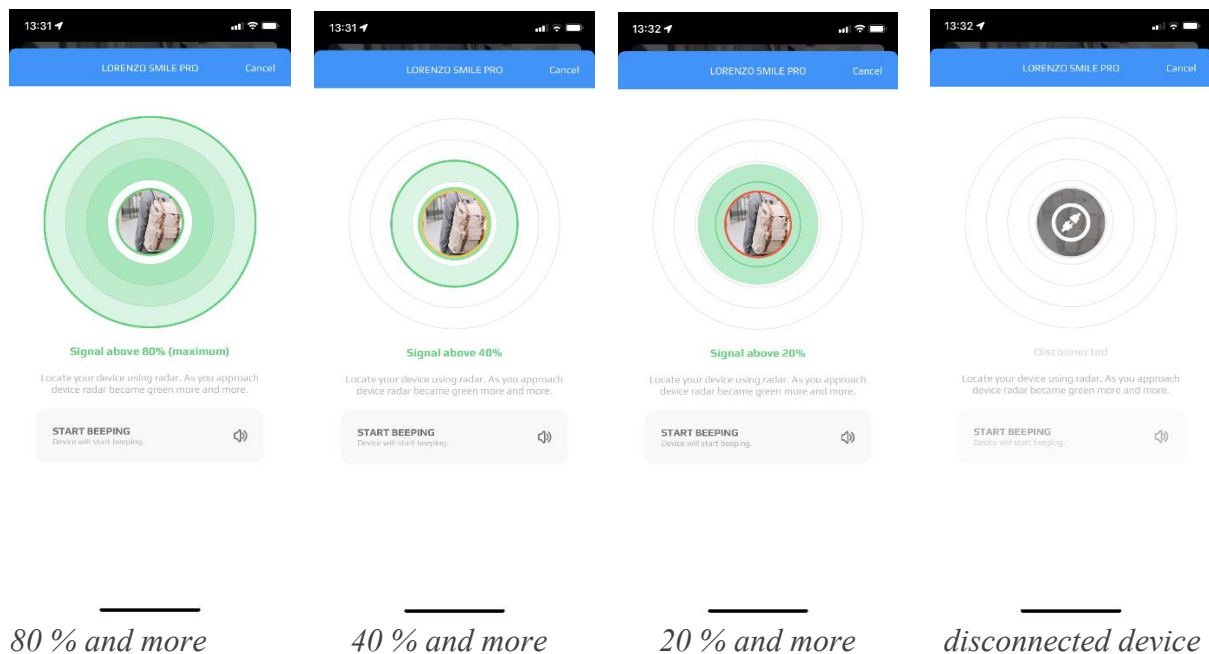 13:31
LORENZO SMILE PRO Cancel
Signal above 80% (maximum)
Locate your device using radar. As you approach
device radar became green more and more.
START BEEPING
Device will start beeping.
80 % and more
13:31
LORENZO SMILE PRO Cancel
Signal above 40%
Locate your device using radar. As you approach
device radar became green more and more.
START BEEPING
Device will start beeping.
40 % and more
13:32
LORENZO SMILE PRO Cancel
Signal above 20%
Locate your device using radar. As you approach
device radar became green more and more.
START BEEPING
Device will start beeping.
20 % and more
13:32
LORENZO SMILE PRO Cancel
Disconnected
Locate your device using radar. As you approach
device radar became green more and more.
START BEEPING
Device will start beeping.
disconnected device